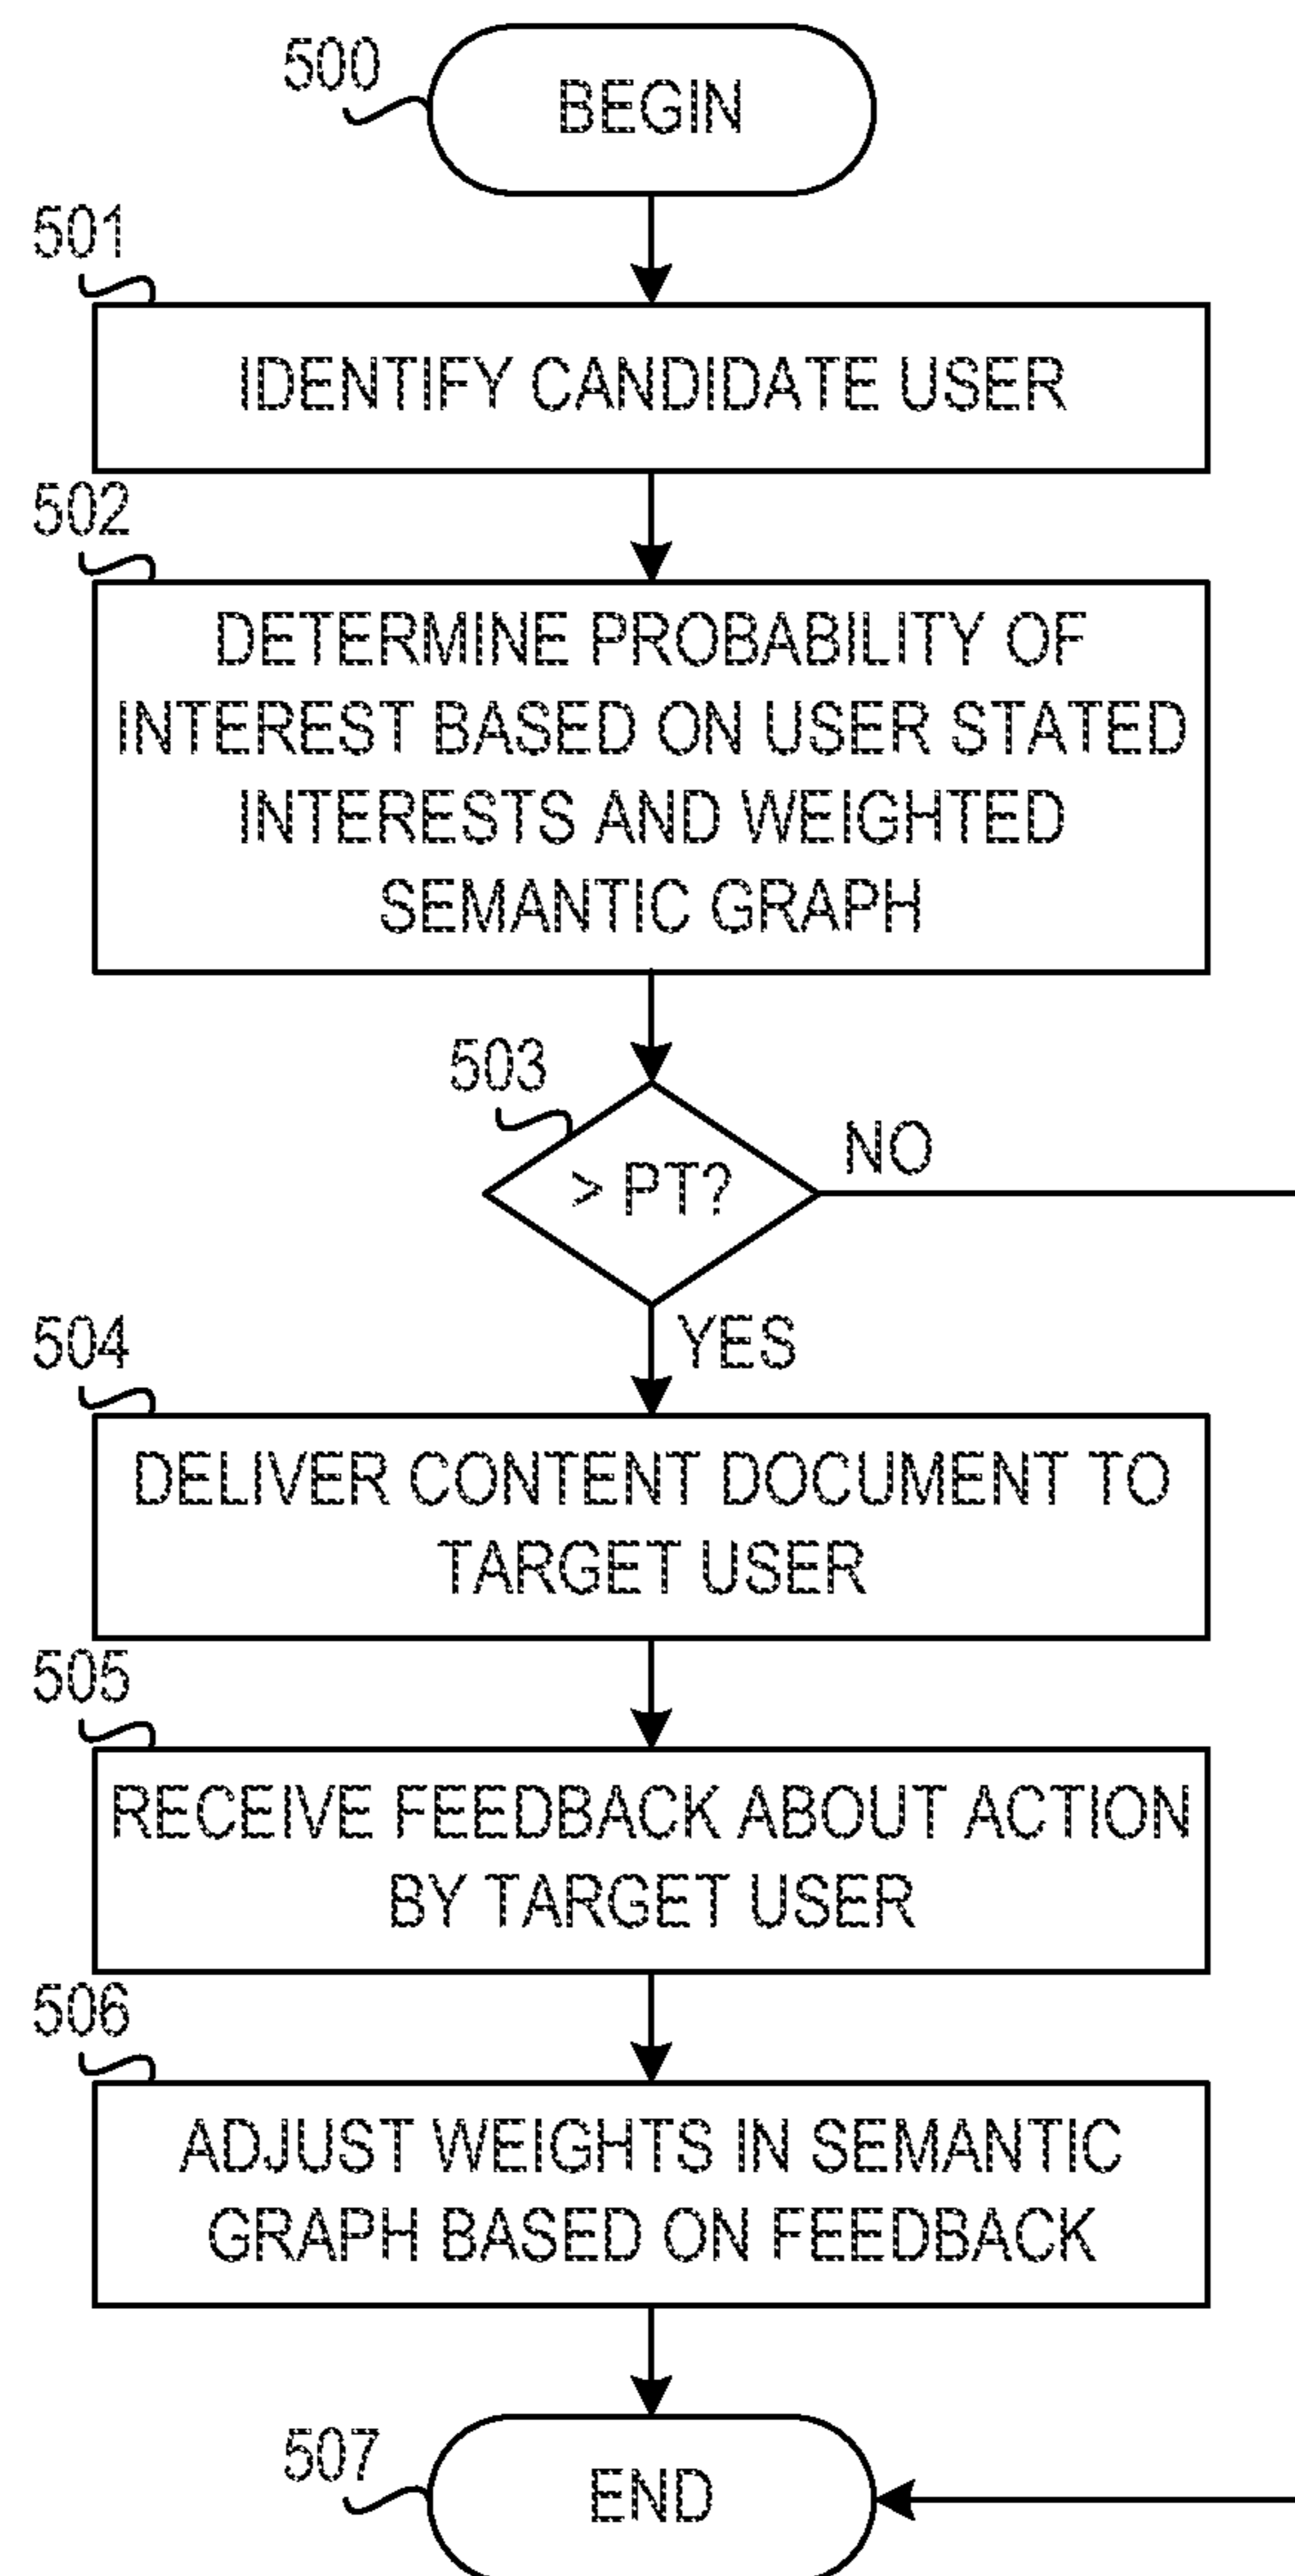 500
BEGIN
501
IDENTIFY CANDIDATE USER
502
DETERMINE PROBABILITY OF
INTEREST BASED ON USER STATED
INTERESTS AND WEIGHTED
SEMANTIC GRAPH
503
> PT?
NO
YES
504
DELIVER CONTENT DOCUMENT TO
TARGET USER
505
RECEIVE FEEDBACK ABOUT ACTION
BY TARGET USER
506
ADJUST WEIGHTS IN SEMANTIC
GRAPH BASED ON FEEDBACK
507
END